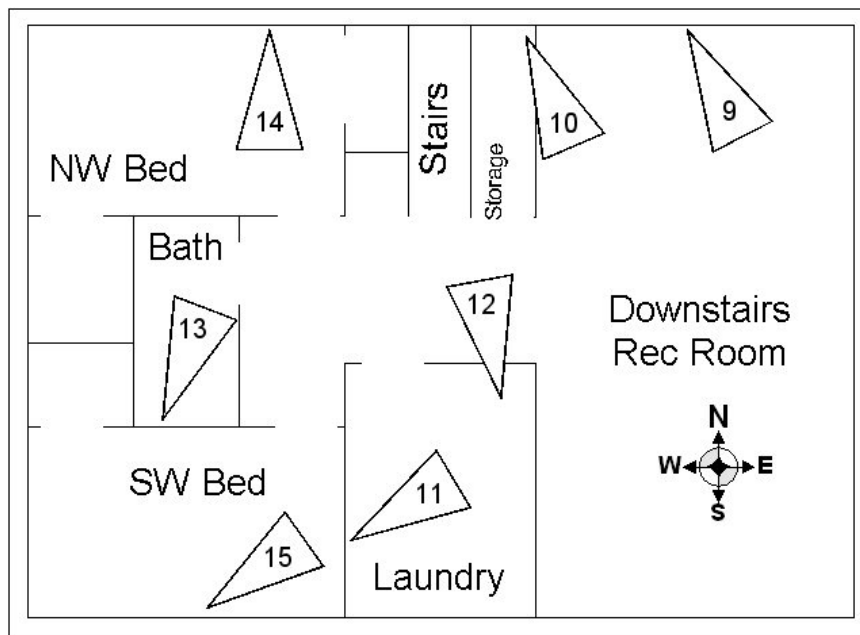 14
10
9
Stairs
Storage
NW Bed
Bath
12
13
Downstairs
Rec Room
N
W
E
S
SW Bed
11
15
Laundry